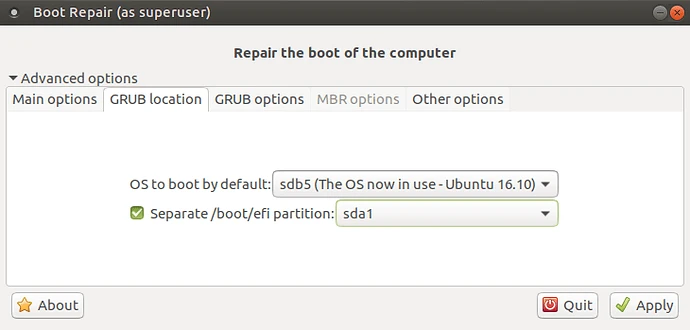 Boot Repair (as superuser)
Repair the boot of the computer
Advanced options
Main options GRUB location GRUB options MBR options Other options
OS to boot by default: sdb5 (The OS now in use - Ubuntu 16.10)
Separate /boot/efi partition: sda1
About Quit Apply